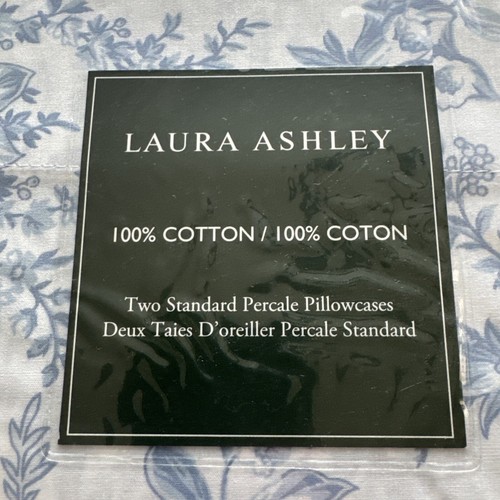 LAURA ASHLEY
100% COTTON / 100% COTON
Two Standard Percale Pillowcases
Deux Taies D'oreiller Percale Standard